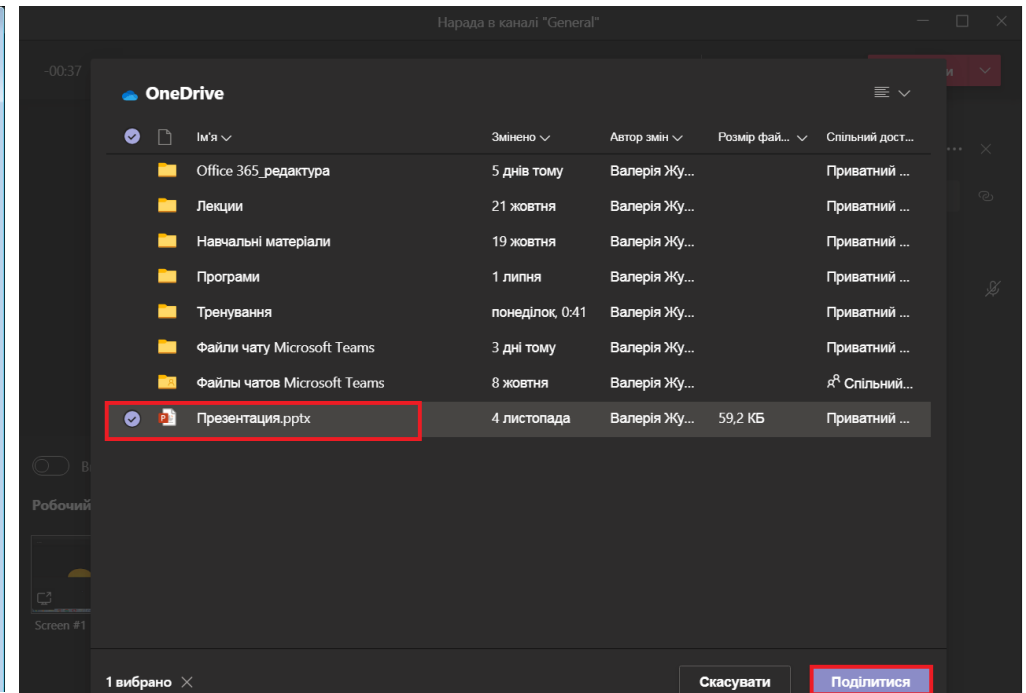 Нарада в каналі "General"
-00:37
и
OneDrive
Ім'я Змінено Автор змін Розмір фай... Спільний дост...
Office 365_редактура 5 днів тому Валерія Жу... Приватний ...
Лекции 21 жовтня Валерія Жу... Приватний ...
Навчальні матеріали 19 жовтня Валерія Жу... Приватний ...
Програми 1 липня Валерія Жу... Приватний ...
Тренування понеділок, 0:41 Валерія Жу... Приватний ...
Файли чату Microsoft Teams 3 дні тому Валерія Жу... Приватний ...
Файлы чатов Microsoft Teams 8 жовтня Валерія Жу... Спільний...
Презентация.pptx 4 листопада Валерія Жу... 59,2 КБ Приватний ...
Робочий
Screen #1
1 вибрано Скасувати Поділитися